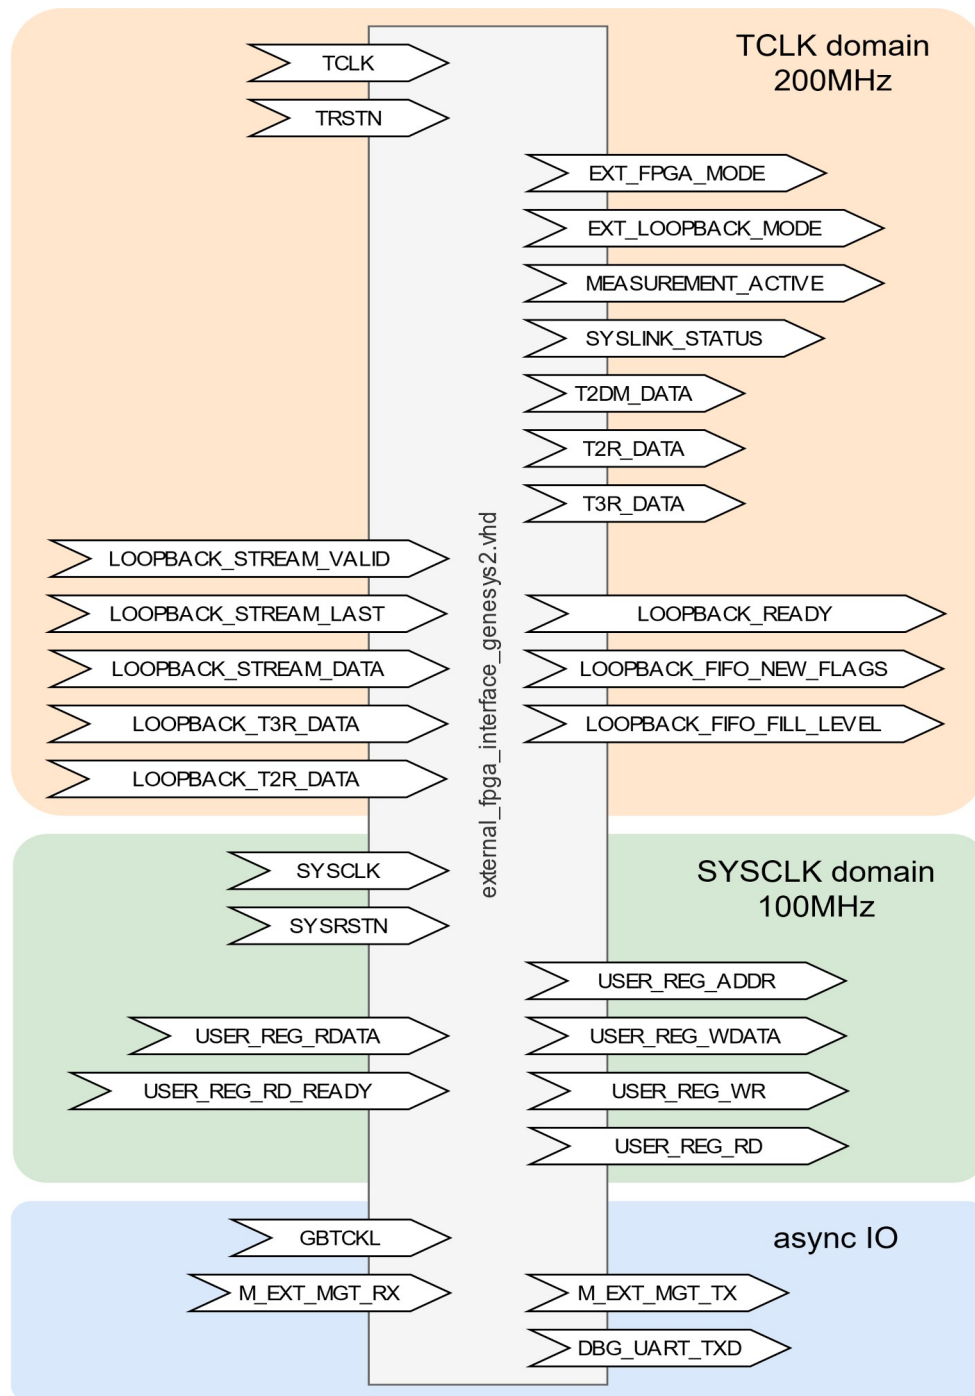 TCLK domain
200MHz
TCLK
TRSTN
EXT_FPGA_MODE
EXT_LOOPBACK_MODE
MEASUREMENT_ACTIVE
SYSLINK_STATUS
T2DM_DATA
T2R_DATA
T3R_DATA
external_fpga_interface_genesys2.vhd
LOOPBACK_STREAM_VALID
LOOPBACK_STREAM_LAST
LOOPBACK_READY
LOOPBACK_STREAM_DATA
LOOPBACK_FIFO_NEW_FLAGS
LOOPBACK_T3R_DATA
LOOPBACK_FIFO_FILL_LEVEL
LOOPBACK_T2R_DATA
SYSCLK domain
100MHz
SYSCLK
SYSRSTN
USER_REG_ADDR
USER_REG_RDATA
USER_REG_WDATA
USER_REG_RD_READY
USER_REG_WR
USER_REG_RD
async IO
GBTCKL
M_EXT_MGT_RX
M_EXT_MGT_TX
DBG_UART_TXD